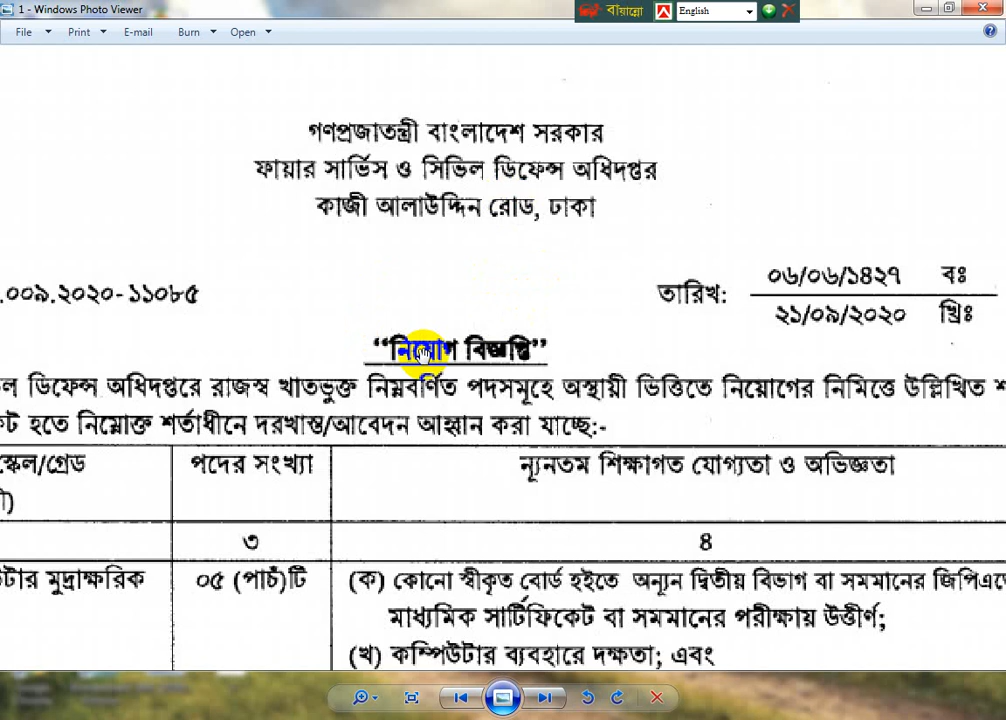 1 - Windows Photo Viewer
বাঁয়ান্নো
English
File Print E-mail Burn Open
গণপ্রজাতন্ত্রী বাংলাদেশ সরকার
ফায়ার সার্ভিস ও সিভিল ডিফেন্স অধিদপ্তর
কাজী আলাউদ্দিন রোড, ঢাকা
.০০৯.২০২০-১১০৮৫
তারিখ:
০৬/০৬/১৪২৭ বঃ
২১/০৯/২০২০ খ্রিঃ
“নিয়োগ বিজ্ঞপ্তি”
ল ডিফেন্স অধিদপ্তরে রাজস্ব খাতভুক্ত নিম্নবর্ণিত পদসমূহে অস্থায়ী ভিত্তিতে নিয়োগের নিমিত্তে উল্লিখিত শ
কট হতে নিম্নোক্ত শর্তাধীনে দরখাস্ত/আবেদন আহ্বান করা যাচ্ছে:-
স্কেল/গ্রেড
পদের সংখ্যা
ন্যূনতম শিক্ষাগত যোগ্যতা ও অভিজ্ঞতা
৩
৪
উটার মুদ্রাক্ষরিক
০৫ (পাচঁ)টি
(ক) কোনো স্বীকৃত বোর্ড হইতে অন্যূন দ্বিতীয় বিভাগ বা সমমানের জিপিএতে
মাধ্যমিক সার্টিফিকেট বা সমমানের পরীক্ষায় উত্তীর্ণ;
(খ) কম্পিউটার ব্যবহারে দক্ষতা; এবং